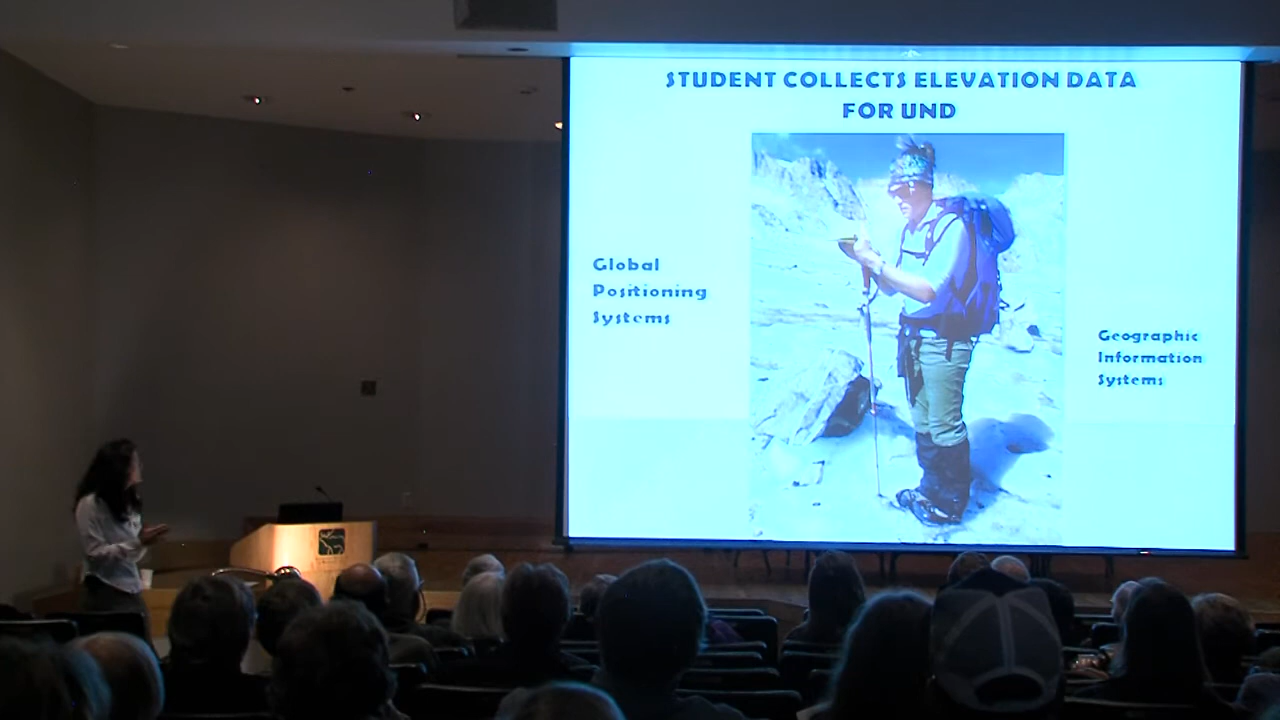 STUDENT COLLECTS ELEVATION DATA
FOR UND
Global
Positioning
Systems
Geographic
Information
Systems